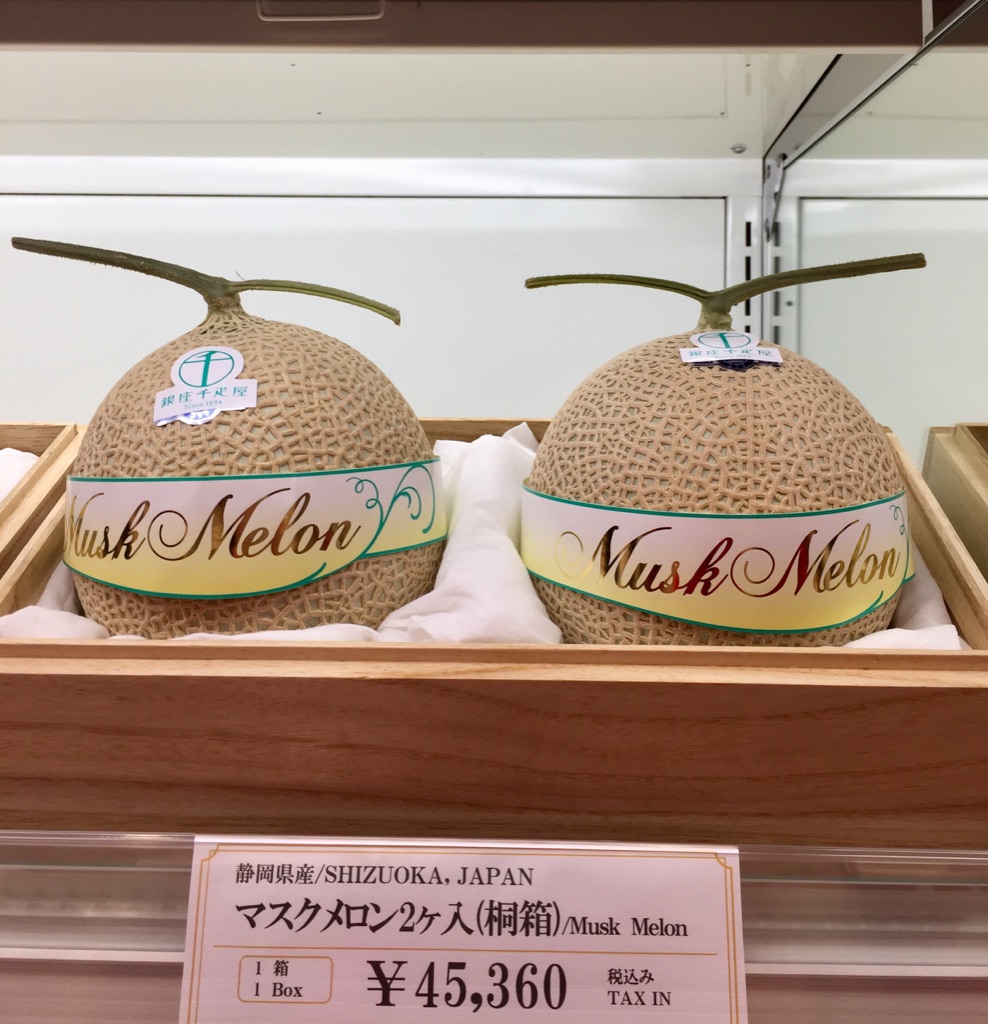 銀座千疋屋
Since 1894
Musk Melon
銀座千疋屋
Musk Melon
静岡県産/SHIZUOKA, JAPAN
マスクメロン2ヶ入(桐箱)/Musk Melon
1 箱
1 Box
¥45,360
税込み
TAX IN